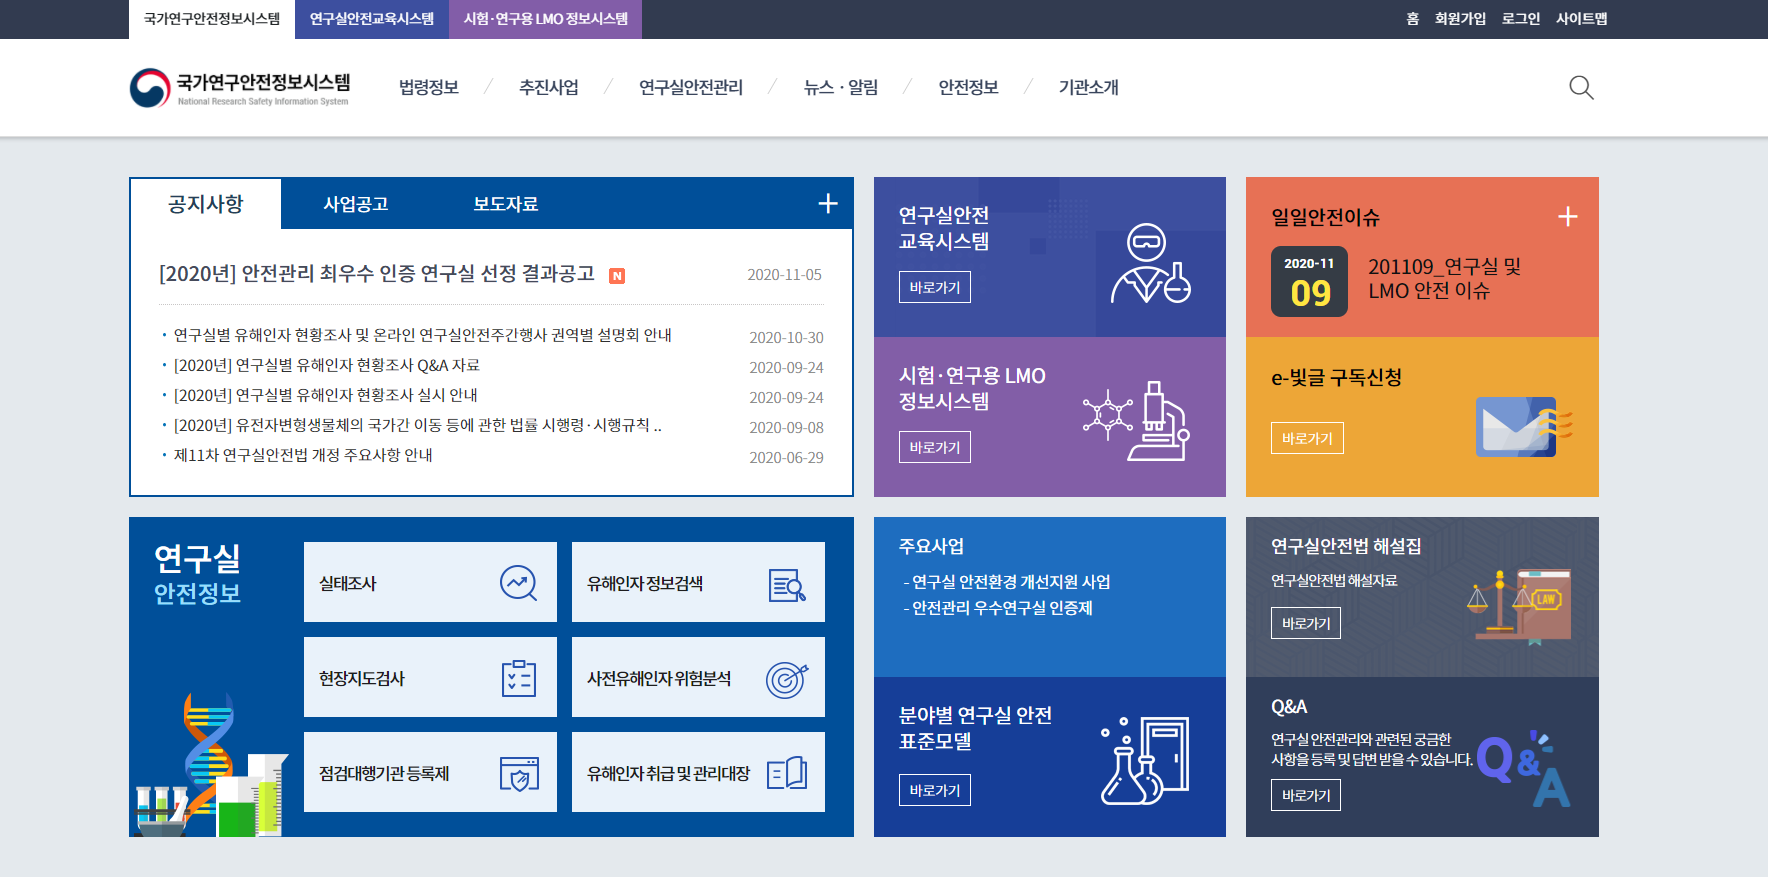 국가연구안전정보시스템 연구실안전교육시스템 시험·연구용 LMO 정보시스템 홈 회원가입 로그인 사이트맵
국가연구안전정보시스템
National Research Safety Information System
법령정보 / 추진사업 / 연구실안전관리 / 뉴스 · 알림 / 안전정보 / 기관소개
공지사항 사업공고 보도자료 +
[2020년] 안전관리 최우수 인증 연구실 선정 결과공고 N 2020-11-05
· 연구실별 유해인자 현황조사 및 온라인 연구실안전주간행사 권역별 설명회 안내 2020-10-30
· [2020년] 연구실별 유해인자 현황조사 Q&A 자료 2020-09-24
· [2020년] 연구실별 유해인자 현황조사 실시 안내 2020-09-24
· [2020년] 유전자변형생물체의 국가간 이동 등에 관한 법률 시행령·시행규칙 .. 2020-09-08
· 제11차 연구실안전법 개정 주요사항 안내 2020-06-29
연구실안전
교육시스템
바로가기
시험·연구용 LMO
정보시스템
바로가기
일일안전이슈 +
2020-11
09
201109_연구실 및
LMO 안전 이슈
e-빛글 구독신청
바로가기
연구실
안전정보
실태조사
유해인자 정보검색
현장지도검사
사전유해인자 위험분석
점검대행기관 등록제
유해인자 취급 및 관리대장
주요사업
- 연구실 안전환경 개선지원 사업
- 안전관리 우수연구실 인증제
분야별 연구실 안전
표준모델
바로가기
연구실안전법 해설집
연구실안전법 해설자료
바로가기
LAW
Q&A
연구실 안전관리와 관련된 궁금한
사항을 등록 및 답변 받을 수 있습니다.
바로가기
Q&A